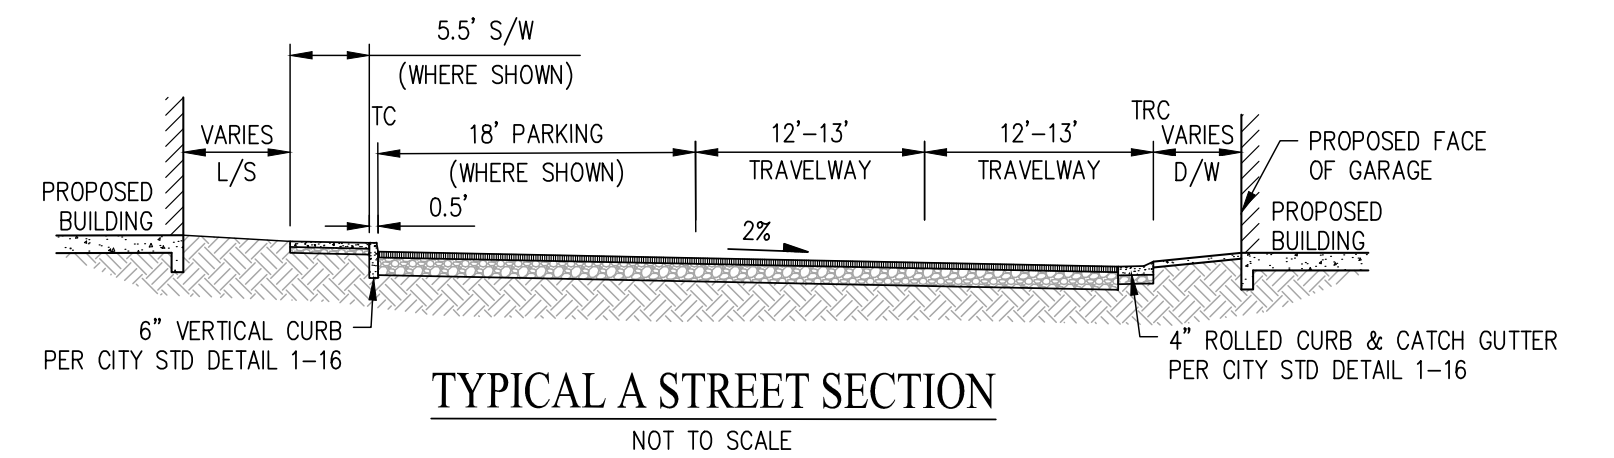 5.5' S/W
(WHERE SHOWN)
TC
TRC
VARIES
L/S
18' PARKING
(WHERE SHOWN)
12'-13'
TRAVELWAY
12'-13'
TRAVELWAY
VARIES
D/W
PROPOSED FACE
OF GARAGE
PROPOSED
BUILDING
0.5'
2%
PROPOSED
BUILDING
6" VERTICAL CURB
PER CITY STD DETAIL 1-16
4" ROLLED CURB & CATCH GUTTER
PER CITY STD DETAIL 1-16
TYPICAL A STREET SECTION
NOT TO SCALE